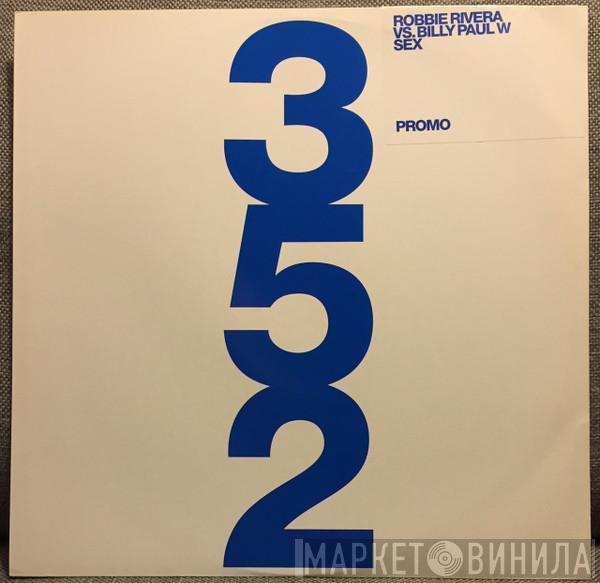 ROBBIE RIVERA
VS. BILLY PAUL W
SEX
PROMO
3
5
2
МАРКЕТ ВИНИЛА